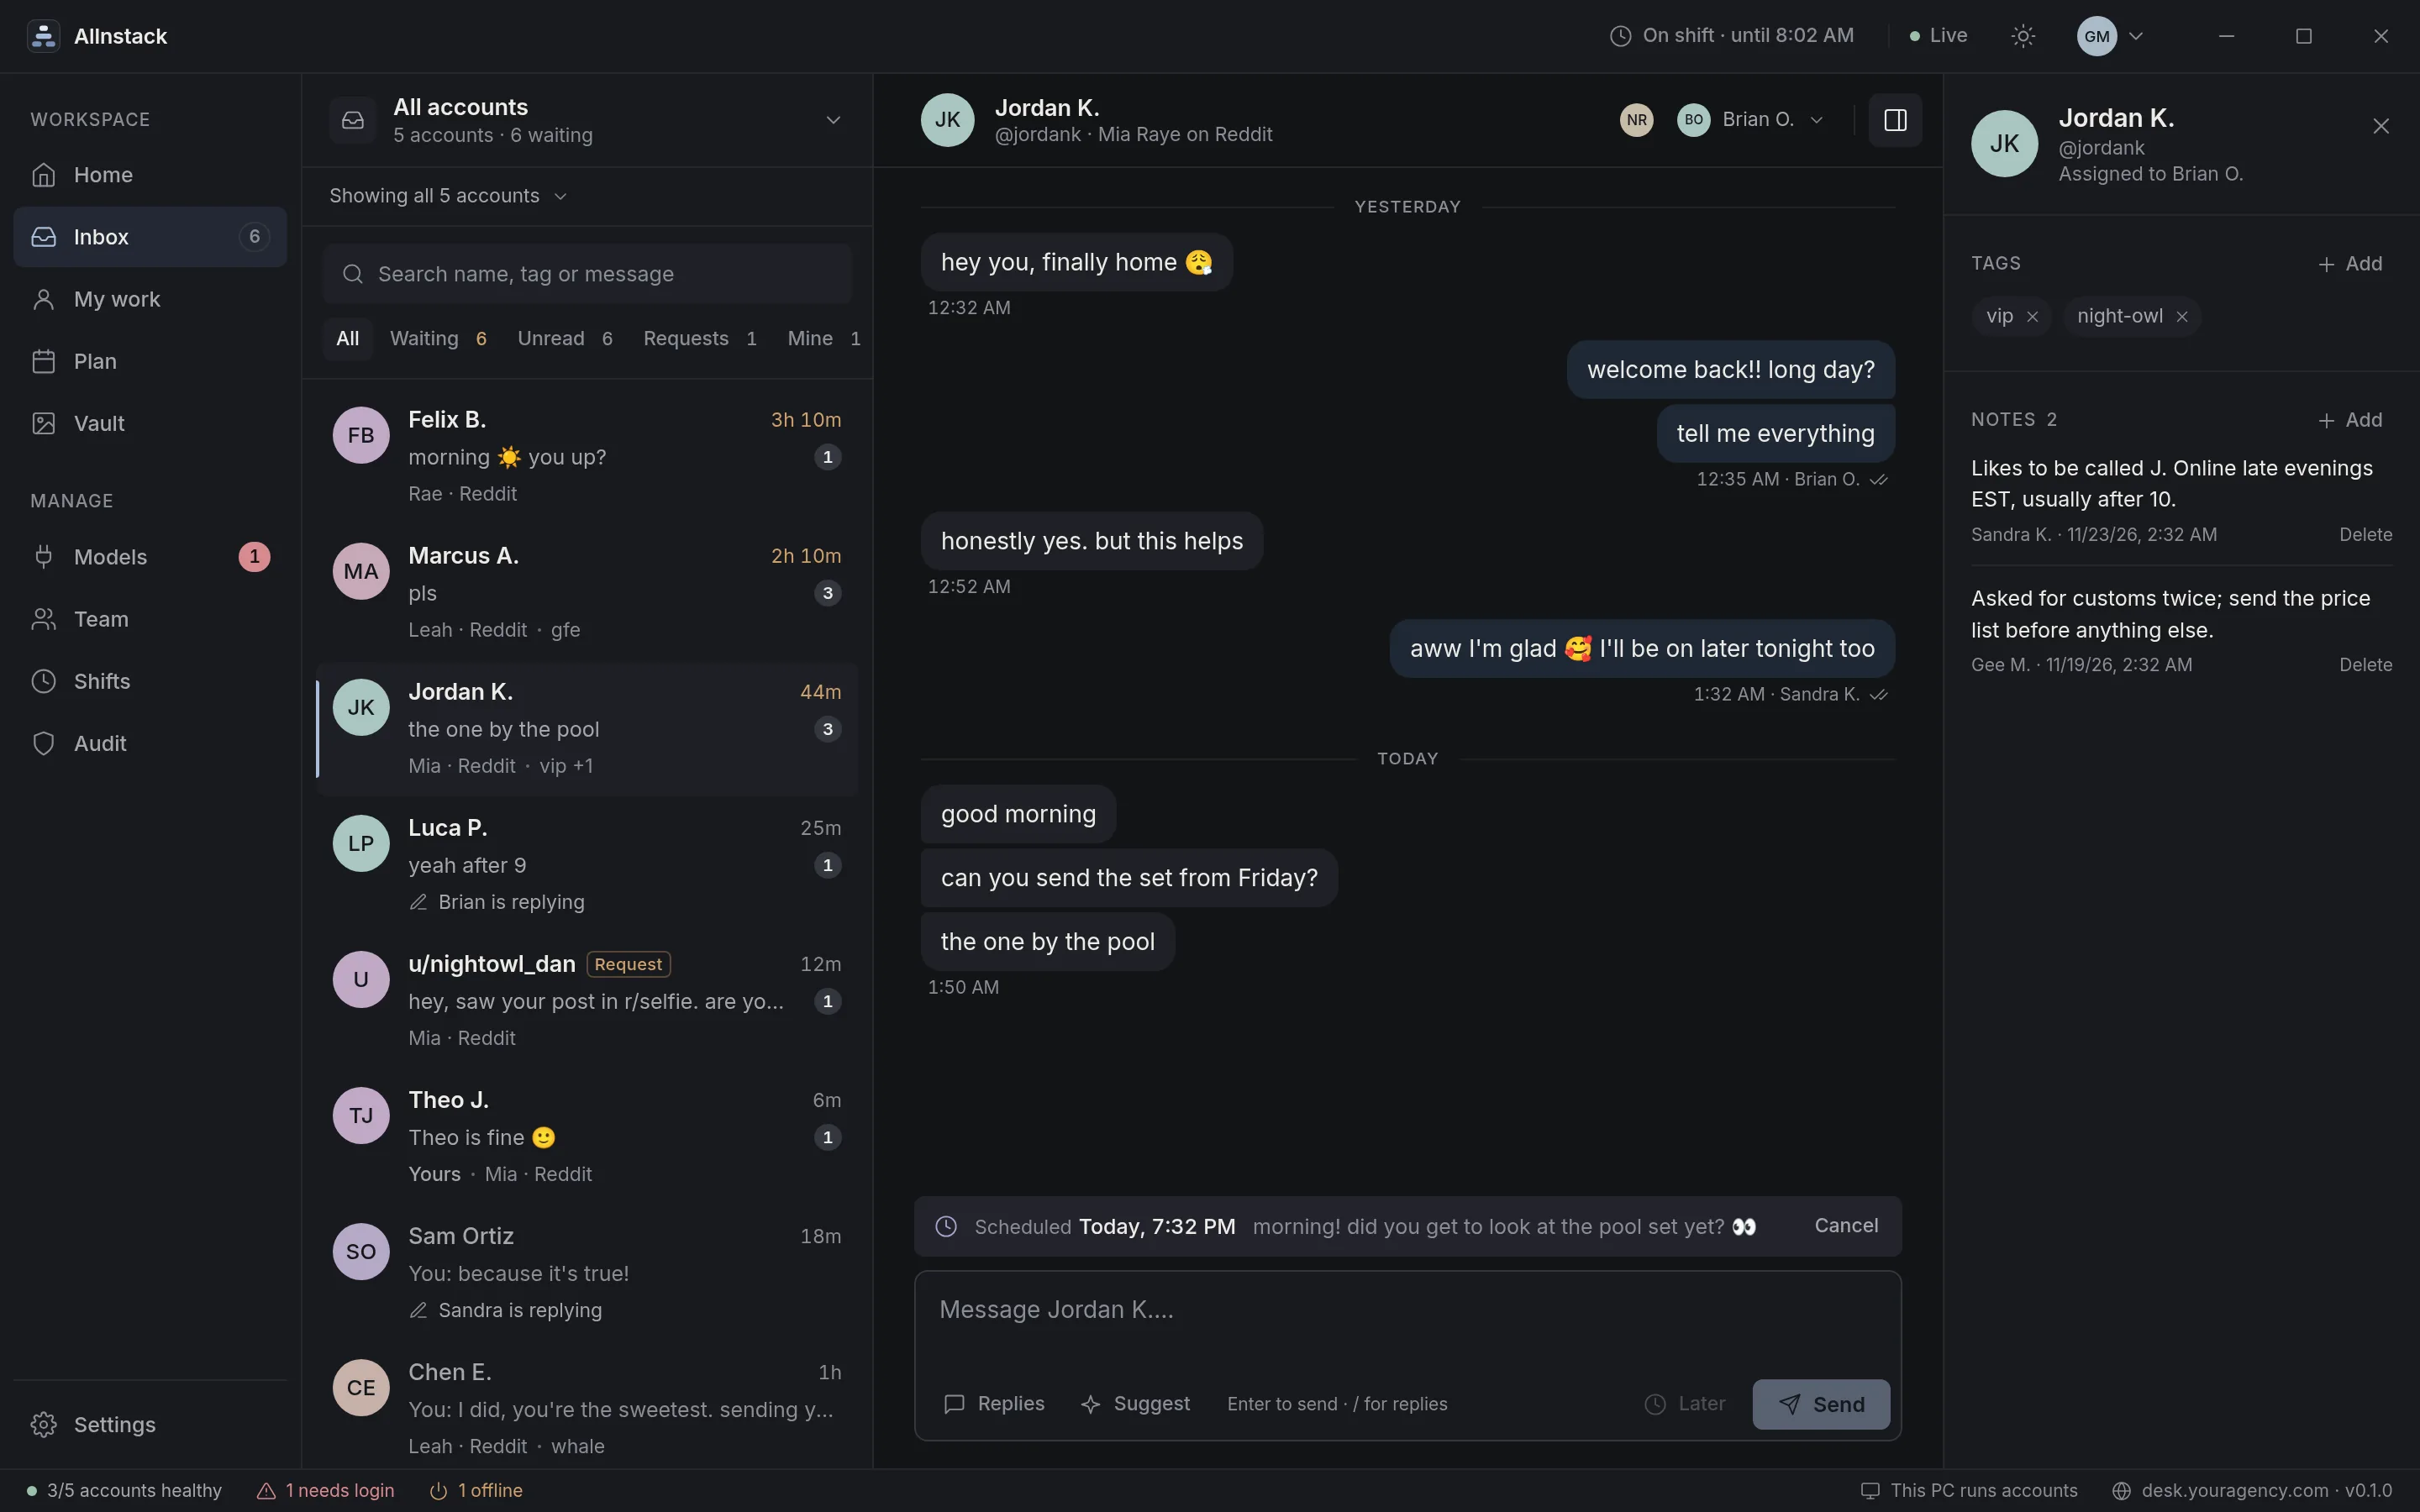 Allnstack
On shift · until 8:02 AM
Live
GM
WORKSPACE
Home
Inbox 6
My work
Plan
Vault
MANAGE
Models 1
Team
Shifts
Audit
Settings
All accounts
5 accounts · 6 waiting
Showing all 5 accounts
Search name, tag or message
All Waiting 6 Unread 6 Requests 1 Mine 1
FB Felix B. 3h 10m
morning ☀️ you up? 1
Rae · Reddit
MA Marcus A. 2h 10m
pls 3
Leah · Reddit · gfe
JK Jordan K. 44m
the one by the pool 3
Mia · Reddit · vip +1
LP Luca P. 25m
yeah after 9 1
Brian is replying
U u/nightowl_dan Request 12m
hey, saw your post in r/selfie. are yo... 1
Mia · Reddit
TJ Theo J. 6m
Theo is fine 🙂 1
Yours · Mia · Reddit
SO Sam Ortiz 18m
You: because it's true!
Sandra is replying
CE Chen E. 1h
You: I did, you're the sweetest. sending y...
Leah · Reddit · whale
JK Jordan K.
@jordank · Mia Raye on Reddit
NR BO Brian O.
YESTERDAY
hey you, finally home 😮‍💨
12:32 AM
welcome back!! long day?
tell me everything
12:35 AM · Brian O.
honestly yes. but this helps
12:52 AM
aww I'm glad 🥰 I'll be on later tonight too
1:32 AM · Sandra K.
TODAY
good morning
can you send the set from Friday?
the one by the pool
1:50 AM
Scheduled Today, 7:32 PM morning! did you get to look at the pool set yet? 👀 Cancel
Message Jordan K....
Replies Suggest Enter to send · / for replies Later Send
JK Jordan K.
@jordank
Assigned to Brian O.
TAGS + Add
vip × night-owl ×
NOTES 2 + Add
Likes to be called J. Online late evenings
EST, usually after 10.
Sandra K. · 11/23/26, 2:32 AM Delete
Asked for customs twice; send the price
list before anything else.
Gee M. · 11/19/26, 2:32 AM Delete
3/5 accounts healthy 1 needs login 1 offline
This PC runs accounts desk.youragency.com · v0.1.0